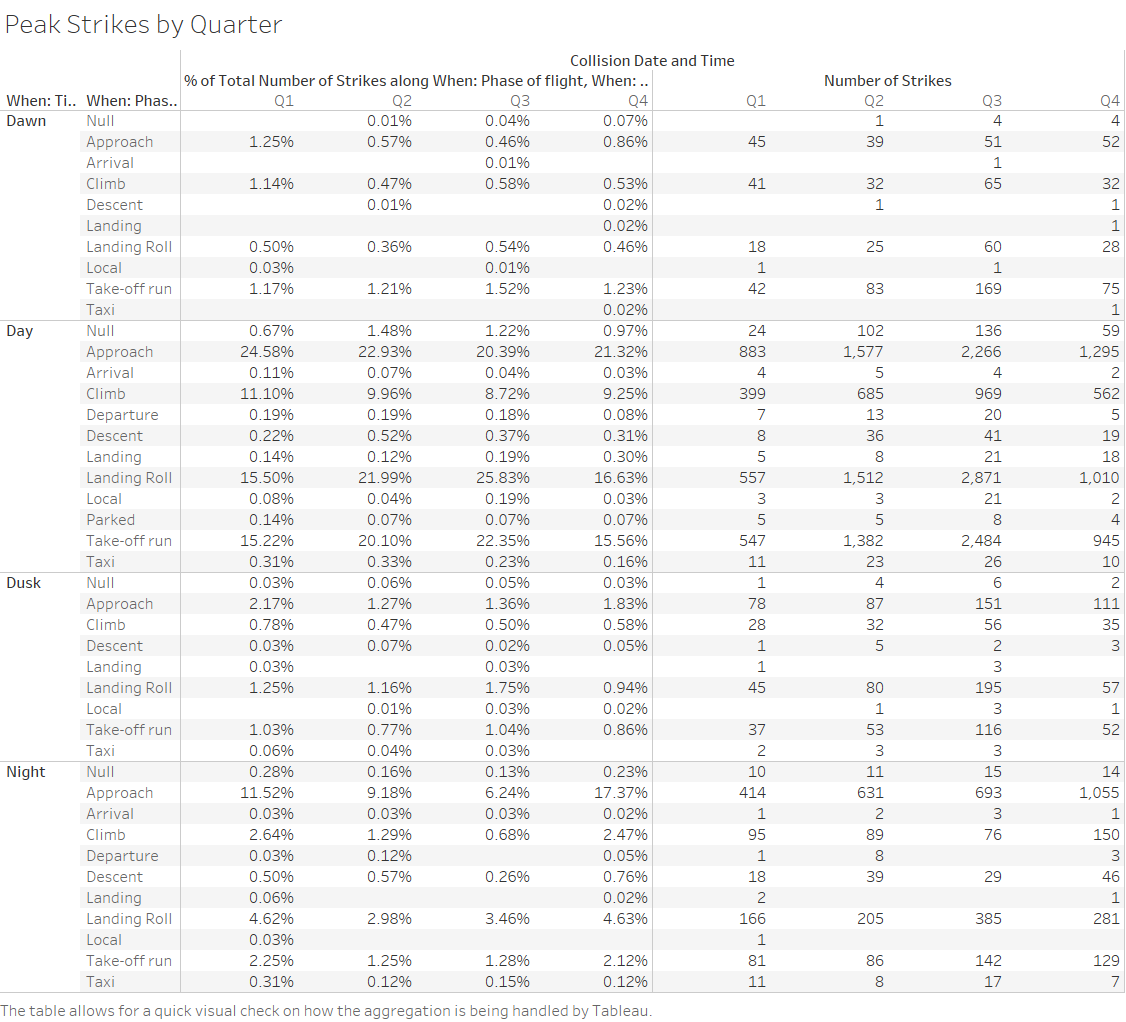 Peak Strikes by Quarter
Collision Date and Time
% of Total Number of Strikes along When: Phase of flight, When: .. Number of Strikes
When: Ti.. When: Phas.. Q1 Q2 Q3 Q4 Q1 Q2 Q3 Q4
Dawn Null 0.01% 0.04% 0.07% 1 4 4
Approach 1.25% 0.57% 0.46% 0.86% 45 39 51 52
Arrival 0.01% 1
Climb 1.14% 0.47% 0.58% 0.53% 41 32 65 32
Descent 0.01% 0.02% 1 1
Landing 0.02% 1
Landing Roll 0.50% 0.36% 0.54% 0.46% 18 25 60 28
Local 0.03% 0.01% 1 1
Take-off run 1.17% 1.21% 1.52% 1.23% 42 83 169 75
Taxi 0.02% 1
Day Null 0.67% 1.48% 1.22% 0.97% 24 102 136 59
Approach 24.58% 22.93% 20.39% 21.32% 883 1,577 2,266 1,295
Arrival 0.11% 0.07% 0.04% 0.03% 4 5 4 2
Climb 11.10% 9.96% 8.72% 9.25% 399 685 969 562
Departure 0.19% 0.19% 0.18% 0.08% 7 13 20 5
Descent 0.22% 0.52% 0.37% 0.31% 8 36 41 19
Landing 0.14% 0.12% 0.19% 0.30% 5 8 21 18
Landing Roll 15.50% 21.99% 25.83% 16.63% 557 1,512 2,871 1,010
Local 0.08% 0.04% 0.19% 0.03% 3 3 21 2
Parked 0.14% 0.07% 0.07% 0.07% 5 5 8 4
Take-off run 15.22% 20.10% 22.35% 15.56% 547 1,382 2,484 945
Taxi 0.31% 0.33% 0.23% 0.16% 11 23 26 10
Dusk Null 0.03% 0.06% 0.05% 0.03% 1 4 6 2
Approach 2.17% 1.27% 1.36% 1.83% 78 87 151 111
Climb 0.78% 0.47% 0.50% 0.58% 28 32 56 35
Descent 0.03% 0.07% 0.02% 0.05% 1 5 2 3
Landing 0.03% 0.03% 1 3
Landing Roll 1.25% 1.16% 1.75% 0.94% 45 80 195 57
Local 0.01% 0.03% 0.02% 1 3 1
Take-off run 1.03% 0.77% 1.04% 0.86% 37 53 116 52
Taxi 0.06% 0.04% 0.03% 2 3 3
Night Null 0.28% 0.16% 0.13% 0.23% 10 11 15 14
Approach 11.52% 9.18% 6.24% 17.37% 414 631 693 1,055
Arrival 0.03% 0.03% 0.03% 0.02% 1 2 3 1
Climb 2.64% 1.29% 0.68% 2.47% 95 89 76 150
Departure 0.03% 0.12% 0.05% 1 8 3
Descent 0.50% 0.57% 0.26% 0.76% 18 39 29 46
Landing 0.06% 0.02% 2 1
Landing Roll 4.62% 2.98% 3.46% 4.63% 166 205 385 281
Local 0.03% 1
Take-off run 2.25% 1.25% 1.28% 2.12% 81 86 142 129
Taxi 0.31% 0.12% 0.15% 0.12% 11 8 17 7
The table allows for a quick visual check on how the aggregation is being handled by Tableau.